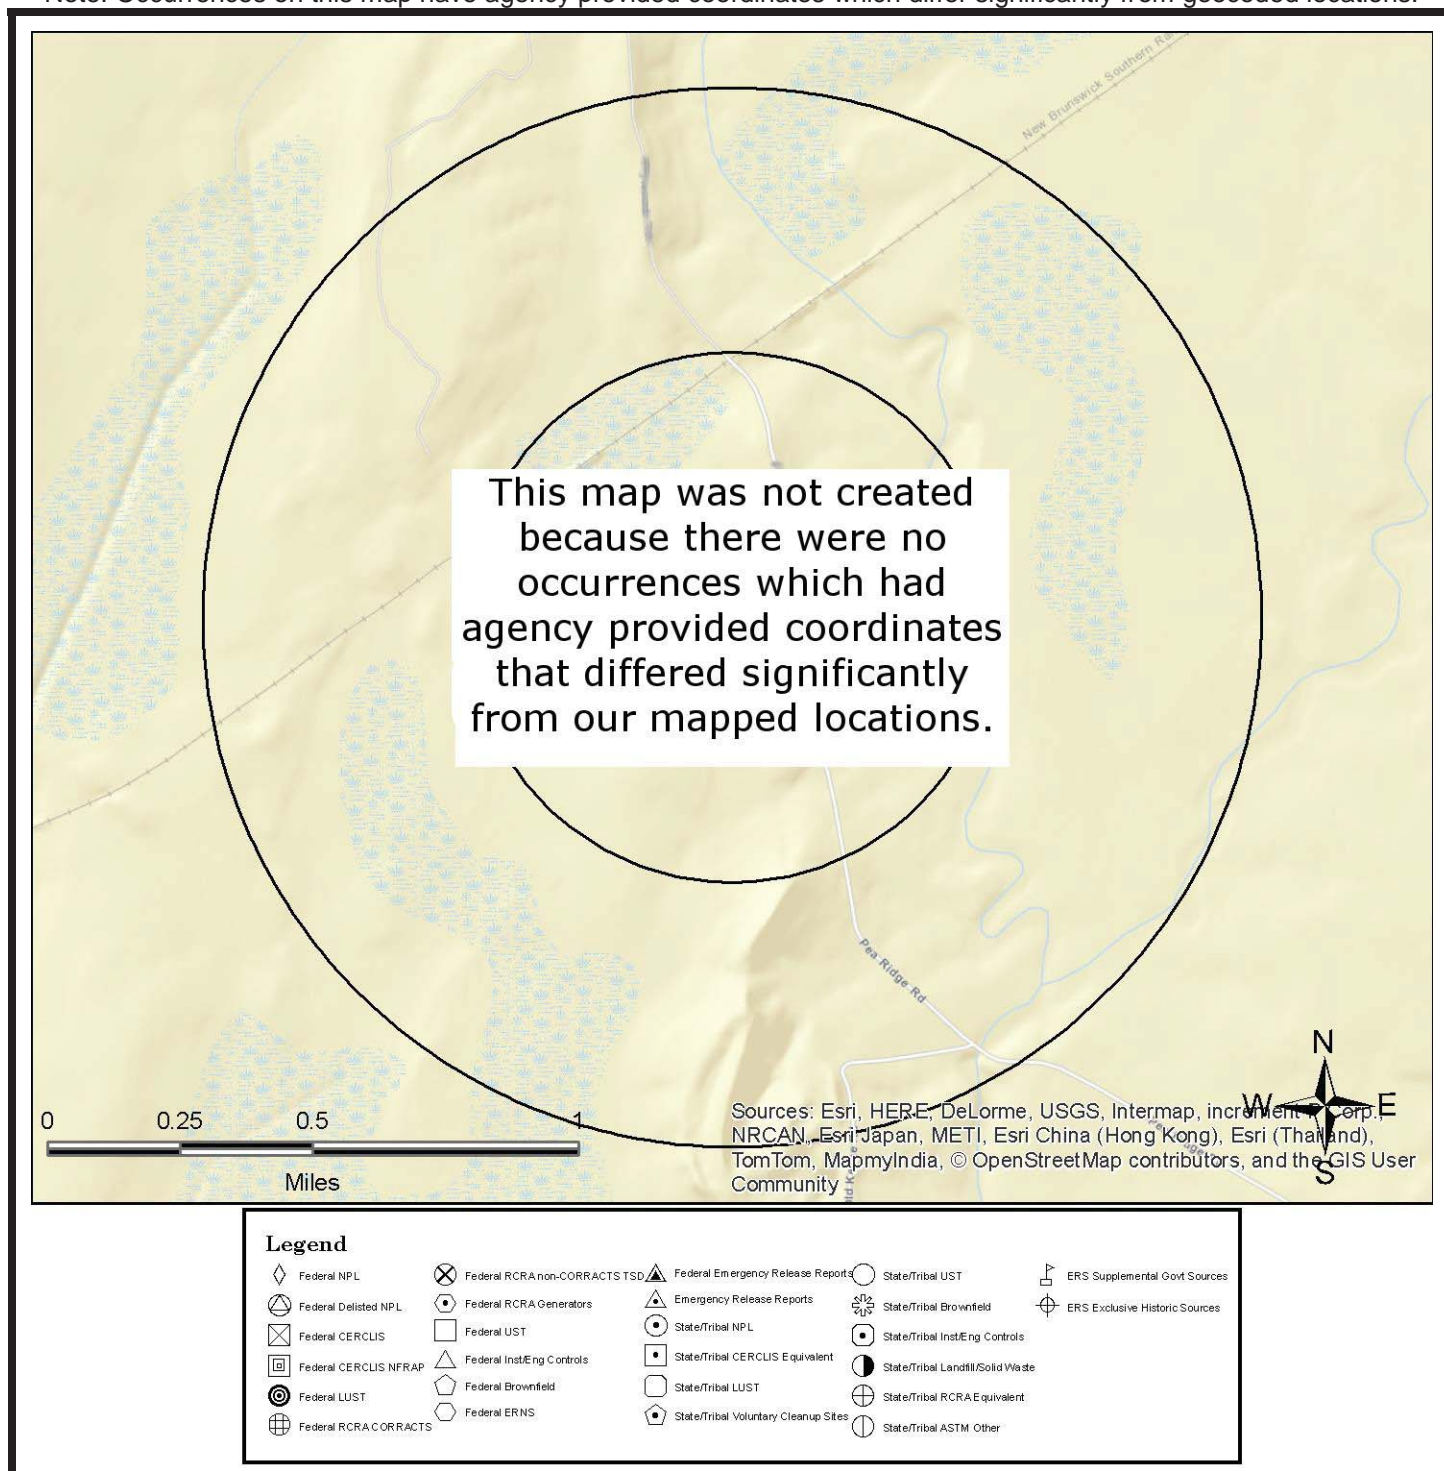 Note: Occurrences on this map have agency provided coordinates which differ significantly from geocoded locations.
New Brunswick Southern Ra
This map was not created
because there were no
occurrences which had
agency provided coordinates
that differed significantly
from our mapped locations.
Pea Ridge Rd
N
W
E
S
0 0.25 0.5 1
Miles
Sources: Esri, HERE, DeLorme, USGS, Intermap, increment P Corp.,
NRCAN, Esri Japan, METI, Esri China (Hong Kong), Esri (Thailand),
TomTom, MapmyIndia, © OpenStreetMap contributors, and the GIS User
Community
Legend
Federal NPL
Federal Delisted NPL
Federal CERCLIS
Federal CERCLIS NFRAP
Federal LUST
Federal RCRA CORRACTS
Federal RCRA non-CORRACTS TSD
Federal RCRA Generators
Federal UST
Federal Inst/Eng Controls
Federal Brownfield
Federal ERNS
Federal Emergency Release Reports
Emergency Release Reports
State/Tribal NPL
State/Tribal CERCLIS Equivalent
State/Tribal LUST
State/Tribal Voluntary Cleanup Sites
State/Tribal UST
State/Tribal Brownfield
State/Tribal Inst/Eng Controls
State/Tribal Landfill/Solid Waste
State/Tribal RCRA Equivalent
State/Tribal ASTM Other
ERS Supplemental Govt Sources
ERS Exclusive Historic Sources